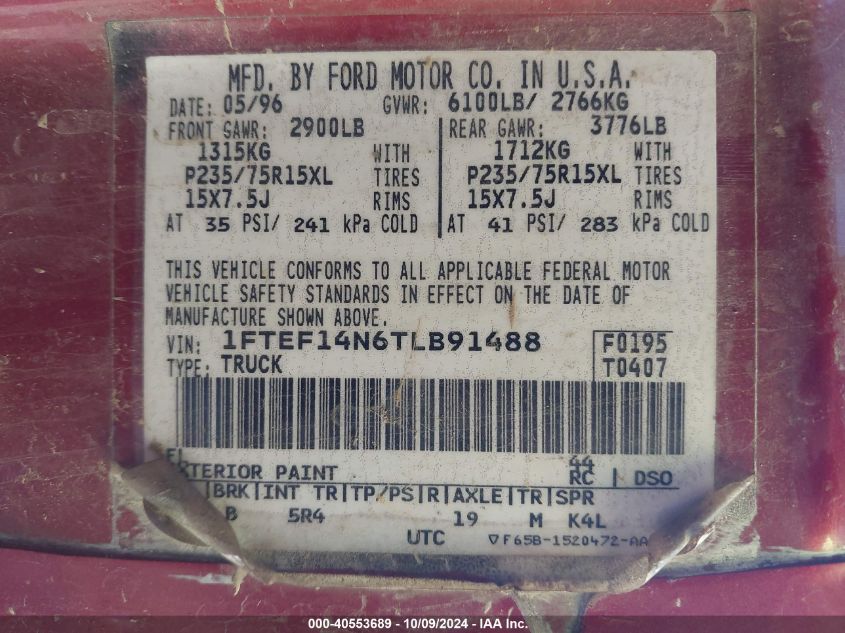 MFD. BY FORD MOTOR CO. IN U.S.A.
DATE: 05/96 GVWR: 6100LB/ 2766KG
FRONT GAWR: 2900LB REAR GAWR: 3776LB
1315KG WITH 1712KG WITH
P235/75R15XL TIRES P235/75R15XL TIRES
15X7.5J RIMS 15X7.5J RIMS
AT 35 PSI/ 241 kPa COLD AT 41 PSI/ 283 kPa COLD
THIS VEHICLE CONFORMS TO ALL APPLICABLE FEDERAL MOTOR
VEHICLE SAFETY STANDARDS IN EFFECT ON THE DATE OF
MANUFACTURE SHOWN ABOVE.
VIN: 1FTEF14N6TLB91488 F0195
TYPE: TRUCK T0407
44
EXTERIOR PAINT RC | DSO
|BRK|INT TR|TP/PS|R|AXLE|TR|SPR
B 5R4 19 M K4L
UTC ▽F65B-1520472-AA
000-40553689 - 10/09/2024 - IAA Inc.